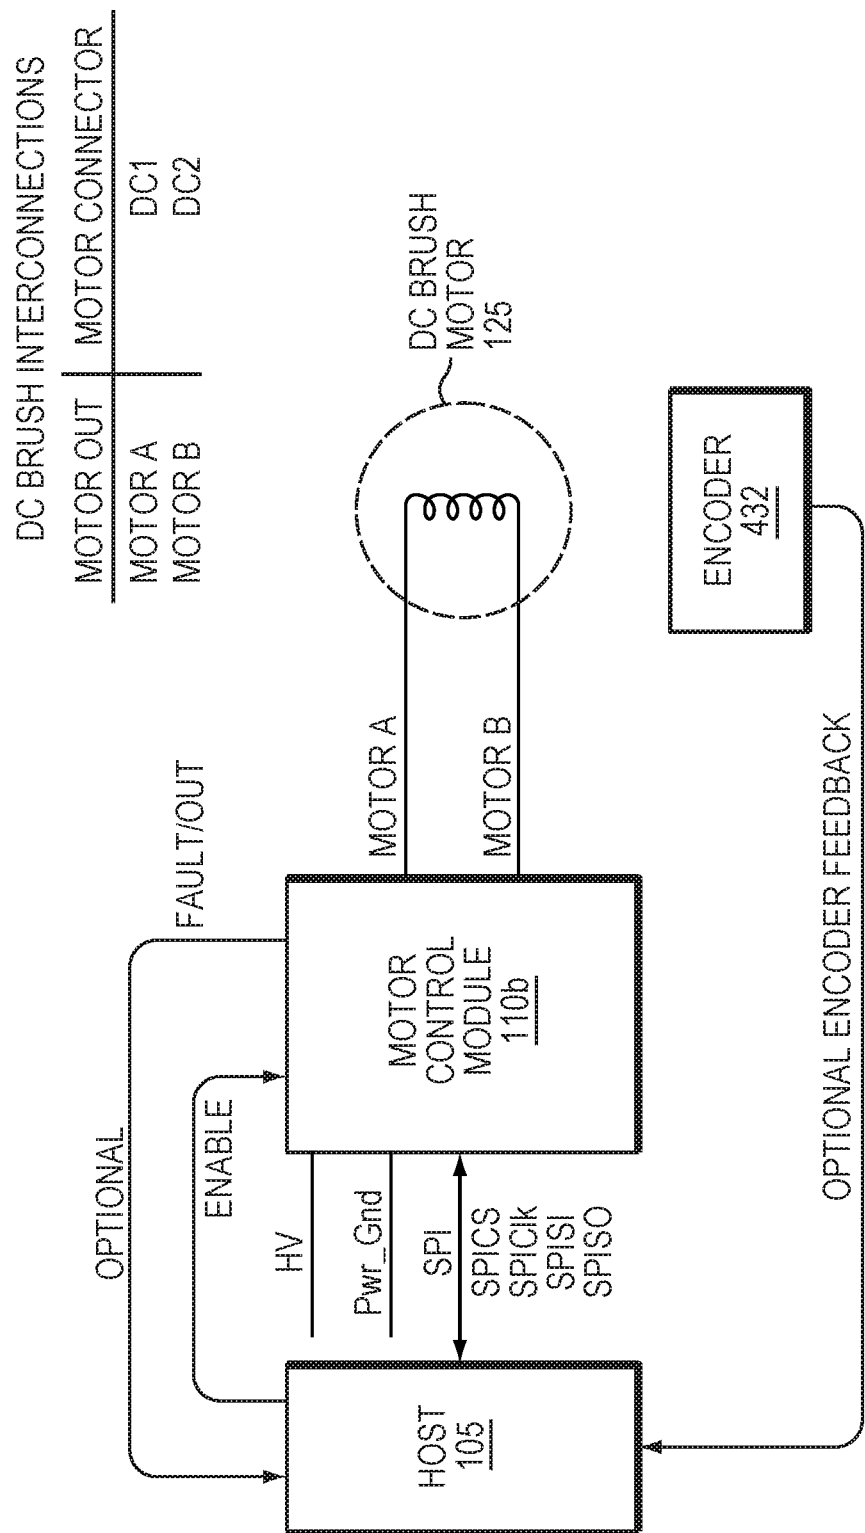 DC BRUSH INTERCONNECTIONS
MOTOR OUT MOTOR CONNECTOR
MOTOR A DC1
MOTOR B DC2
OPTIONAL
FAULT/OUT
ENABLE
HV
Pwr_Gnd
SPI
SPICS
SPIClk
SPISI
SPISO
HOST
105
MOTOR
CONTROL
MODULE
110b
MOTOR A
MOTOR B
DC BRUSH
MOTOR
125
ENCODER
432
OPTIONAL ENCODER FEEDBACK